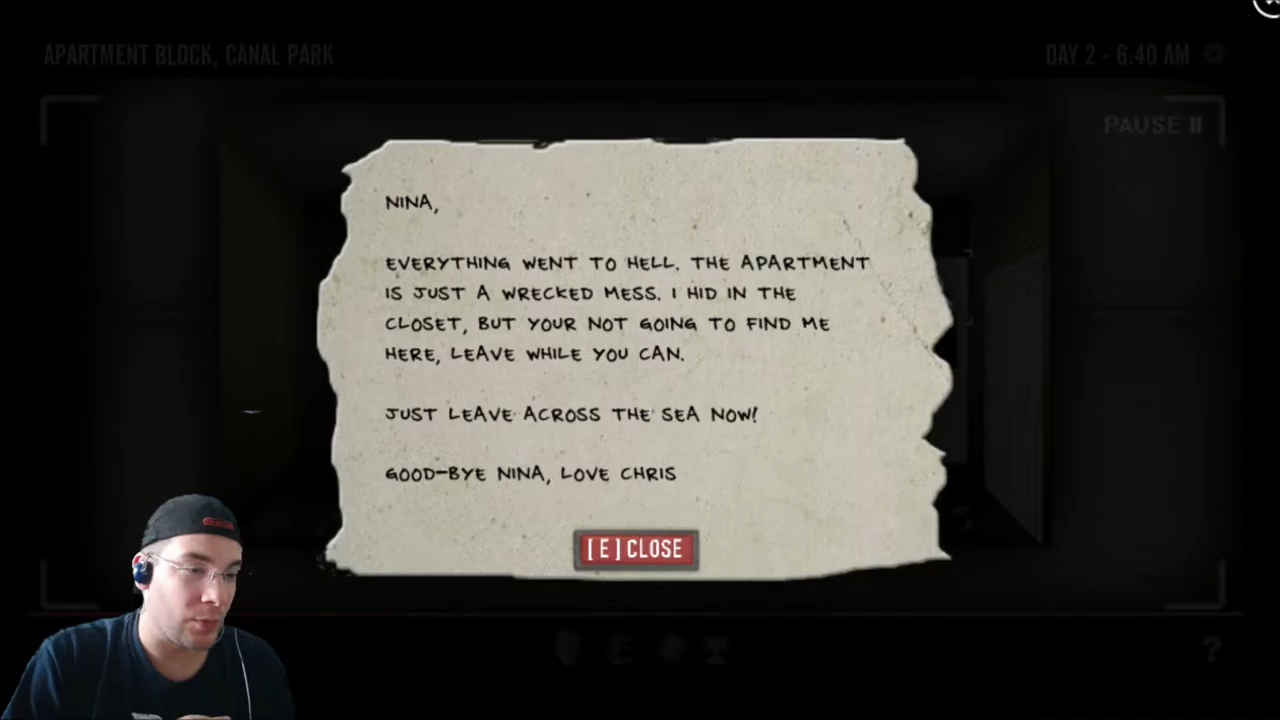 APARTMENT BLOCK, CANAL PARK
DAY 2 - 6:40 AM
PAUSE II
NINA,
EVERYTHING WENT TO HELL. THE APARTMENT
IS JUST A WRECKED MESS. I HID IN THE
CLOSET, BUT YOUR NOT GOING TO FIND ME
HERE, LEAVE WHILE YOU CAN.
JUST LEAVE ACROSS THE SEA NOW!
GOOD-BYE NINA, LOVE CHRIS
[E] CLOSE
?